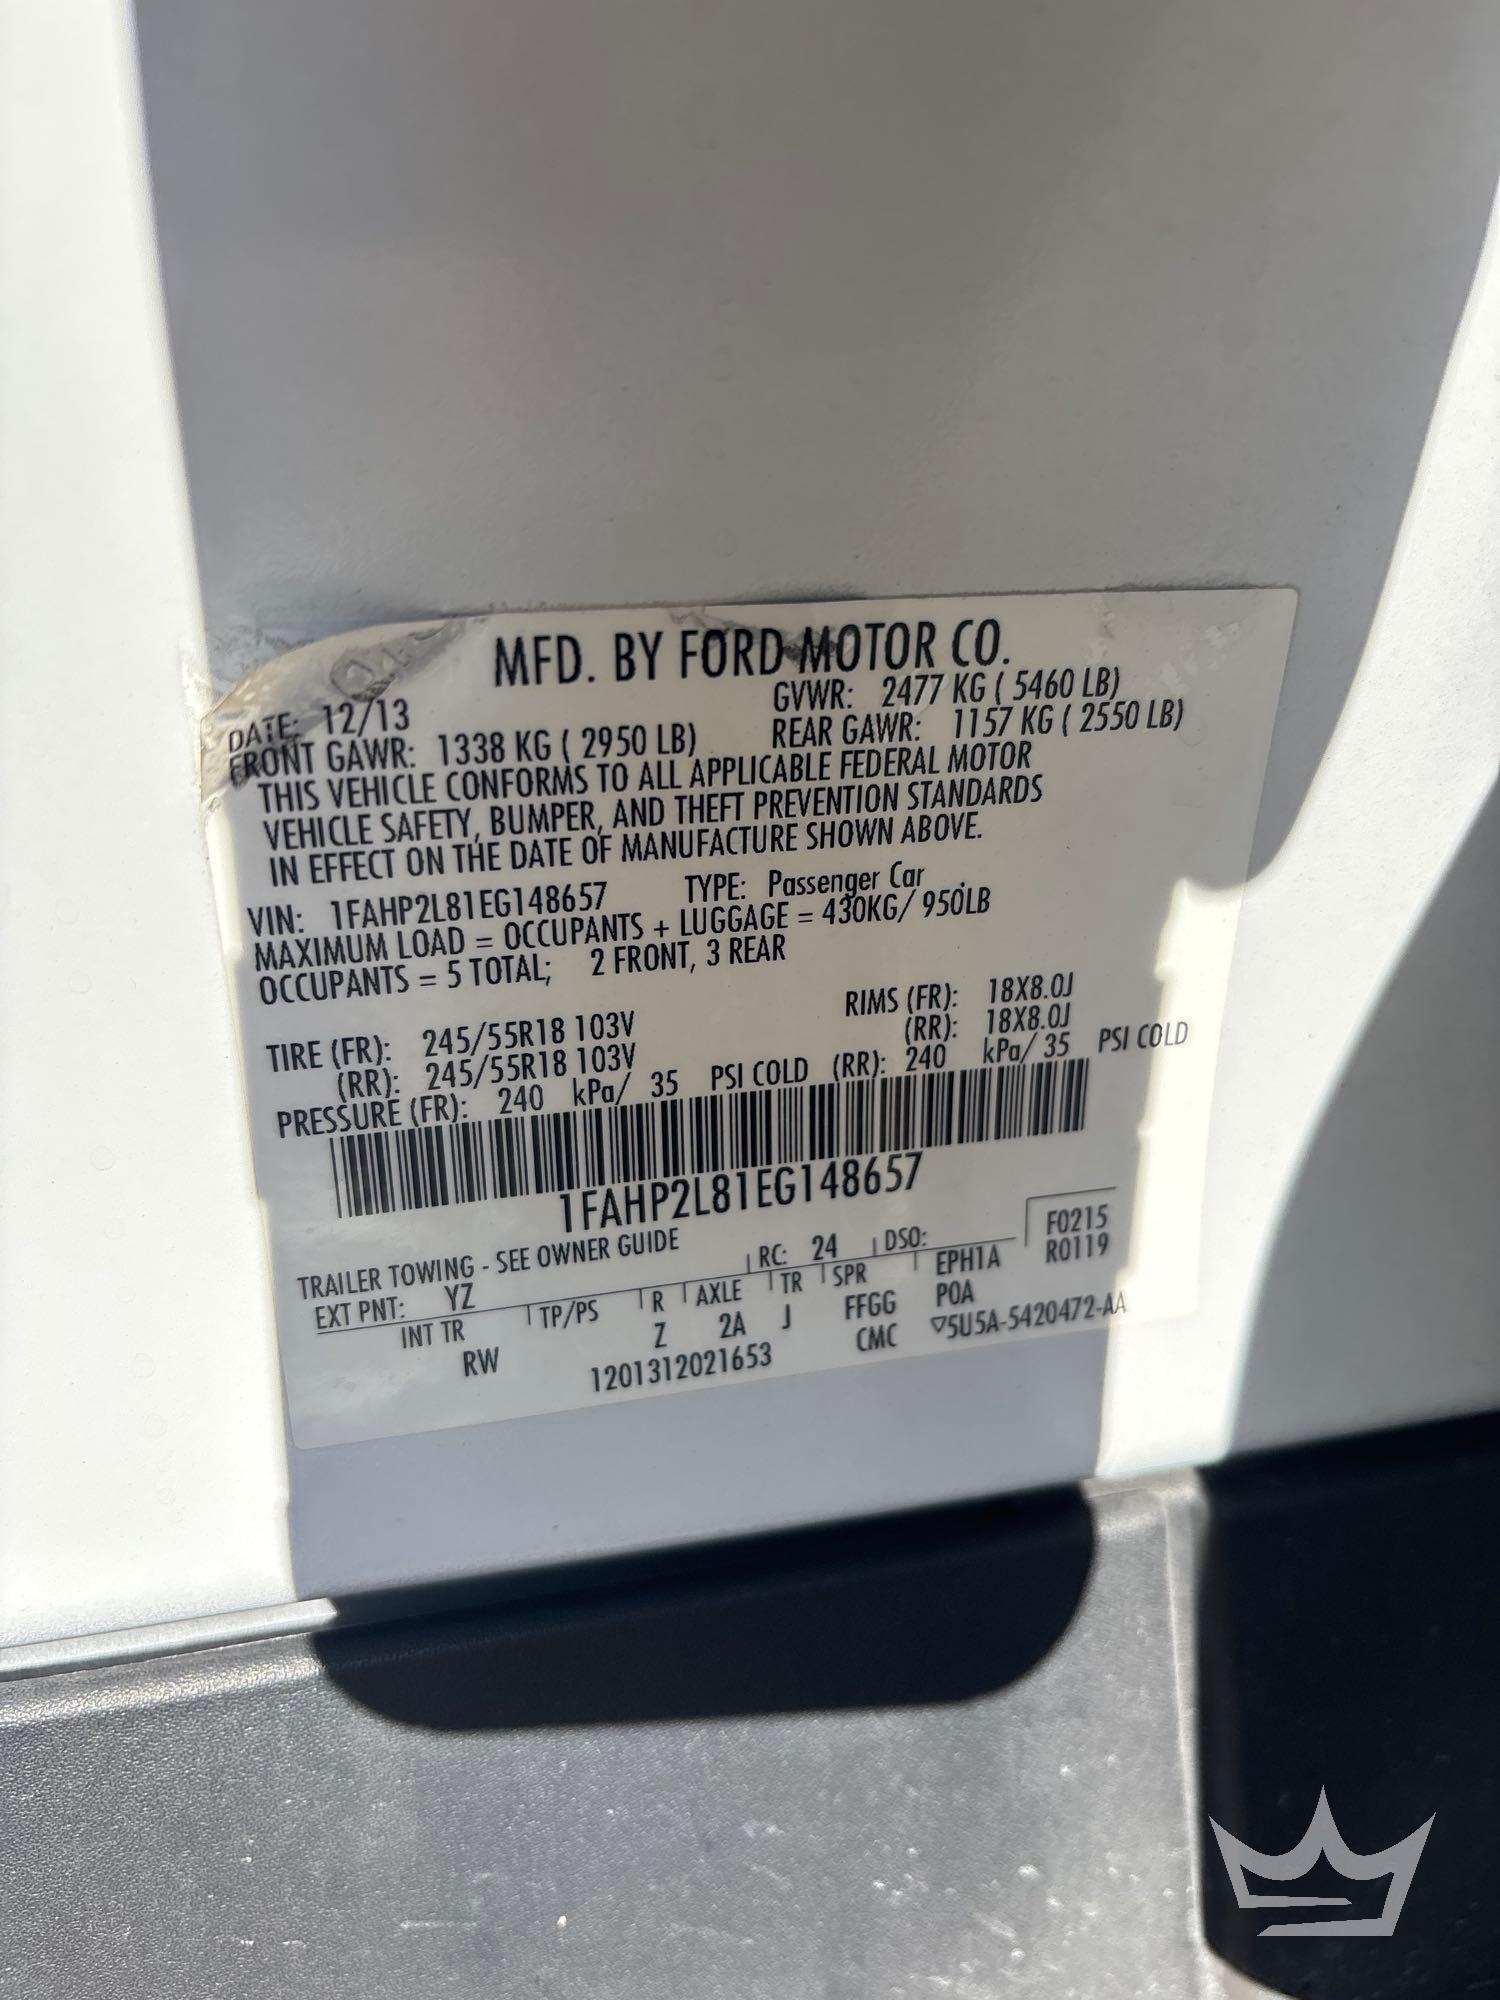 MFD. BY FORD MOTOR CO.
DATE: 12/13 GVWR: 2477 KG ( 5460 LB)
FRONT GAWR: 1338 KG ( 2950 LB) REAR GAWR: 1157 KG ( 2550 LB)
THIS VEHICLE CONFORMS TO ALL APPLICABLE FEDERAL MOTOR
VEHICLE SAFETY, BUMPER, AND THEFT PREVENTION STANDARDS
IN EFFECT ON THE DATE OF MANUFACTURE SHOWN ABOVE.
VIN: 1FAHP2L81EG148657 TYPE: Passenger Car
MAXIMUM LOAD = OCCUPANTS + LUGGAGE = 430KG/ 950LB
OCCUPANTS = 5 TOTAL; 2 FRONT, 3 REAR
TIRE (FR): 245/55R18 103V RIMS (FR): 18X8.0J
(RR): 245/55R18 103V (RR): 18X8.0J
PRESSURE (FR): 240 kPa/ 35 PSI COLD (RR): 240 kPa/ 35 PSI COLD
1FAHP2L81EG148657
TRAILER TOWING - SEE OWNER GUIDE
EXT PNT: YZ RC: 24 DSO: F0215
INT TR TP/PS R AXLE TR SPR EPH1A R0119
RW Z 2A J FFGG POA
1201312021653 CMC ▽5U5A-5420472-AA